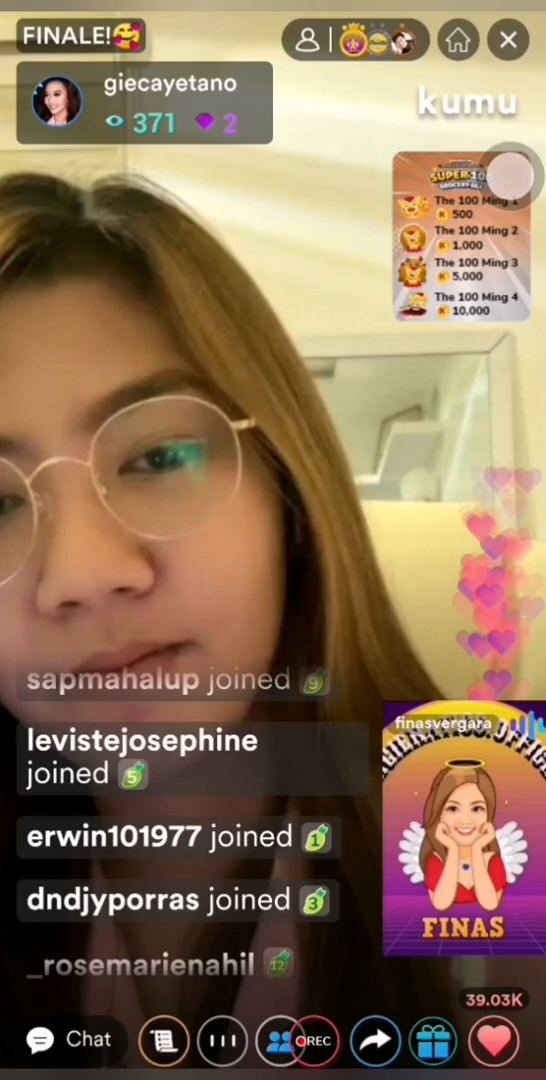 FINALE!🥰
giecayetano
371 2
kumu
SUPER 100
The 100 Ming 1
500
The 100 Ming 2
1,000
The 100 Ming 3
5,000
The 100 Ming 4
10,000
sapmahalup joined 9
finasvergara
levistejosephine
joined 5
erwin101977 joined 1
dndjyporras joined 3
FINAS
_rosemarienahil 12
39.03K
Chat
REC